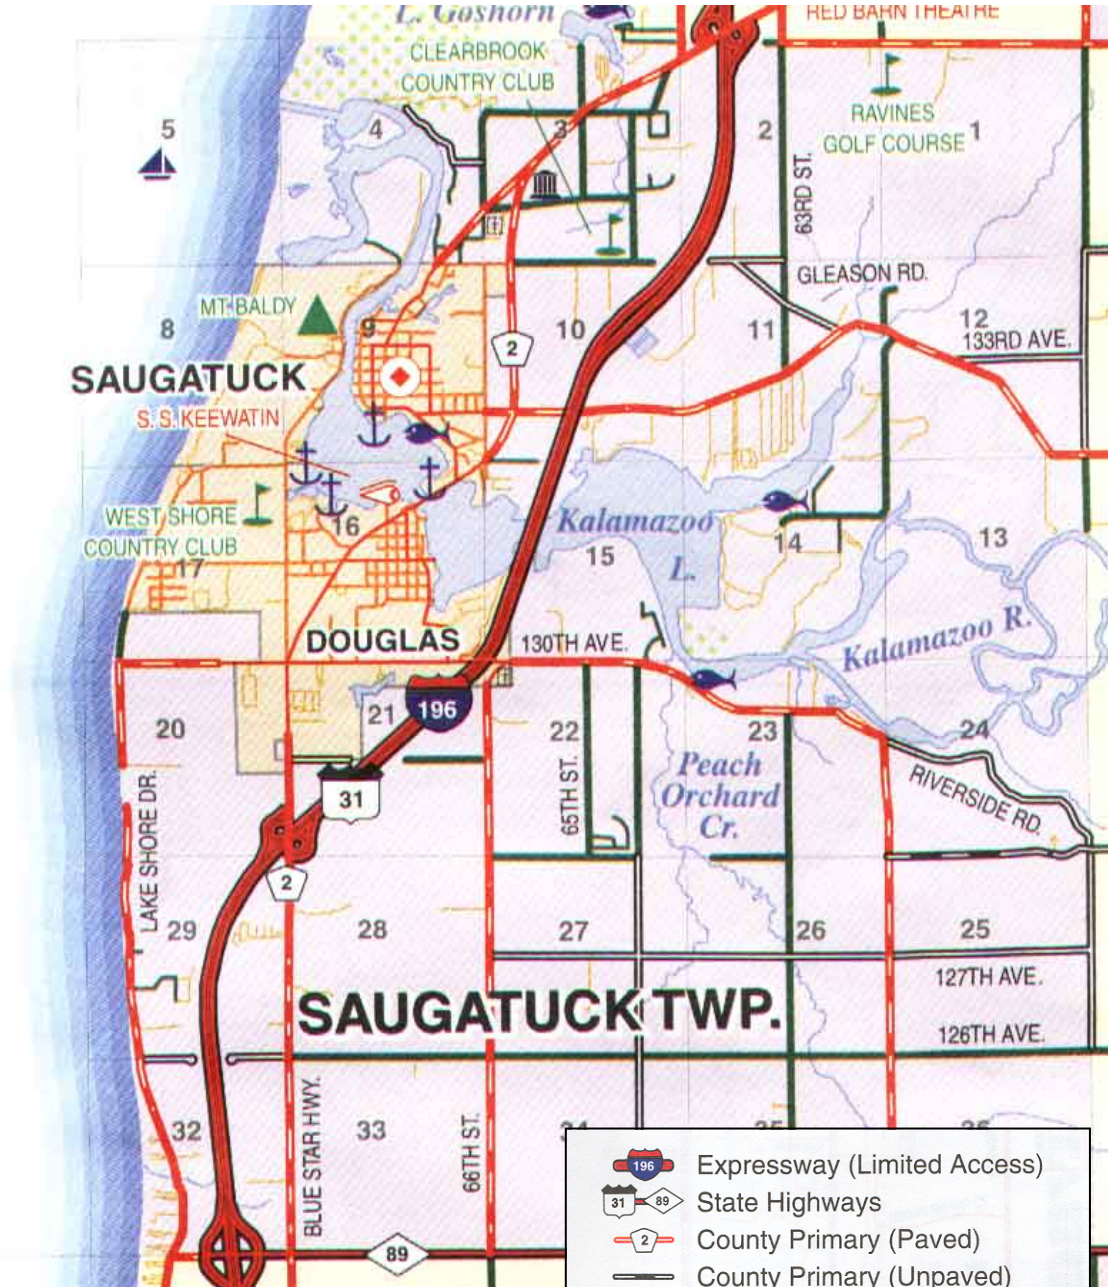 L. Goshorn
RED BARN THEATRE
CLEARBROOK
COUNTRY CLUB
RAVINES
GOLF COURSE
5
4
3
2
1
63RD ST.
GLEASON RD.
MT. BALDY
8
9
10
11
12
133RD AVE.
2
SAUGATUCK
S. S. KEEWATIN
WEST SHORE
COUNTRY CLUB
17
16
Kalamazoo
L.
15
14
13
DOUGLAS
130TH AVE.
Kalamazoo R.
196
20
21
22
23
24
31
LAKE SHORE DR.
65TH ST.
Peach
Orchard
Cr.
RIVERSIDE RD.
2
29
28
27
26
25
127TH AVE.
SAUGATUCK TWP.
126TH AVE.
32
33
BLUE STAR HWY.
66TH ST.
89
196 Expressway (Limited Access)
31 89 State Highways
2 County Primary (Paved)
County Primary (Unpaved)